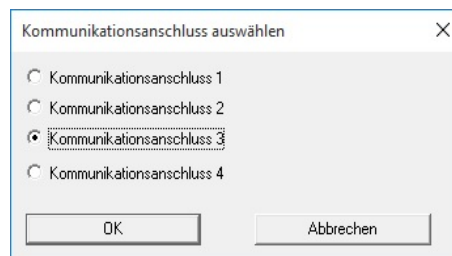 Kommunikationsanschluss auswählen
Kommunikationsanschluss 1
Kommunikationsanschluss 2
Kommunikationsanschluss 3
Kommunikationsanschluss 4
OK Abbrechen